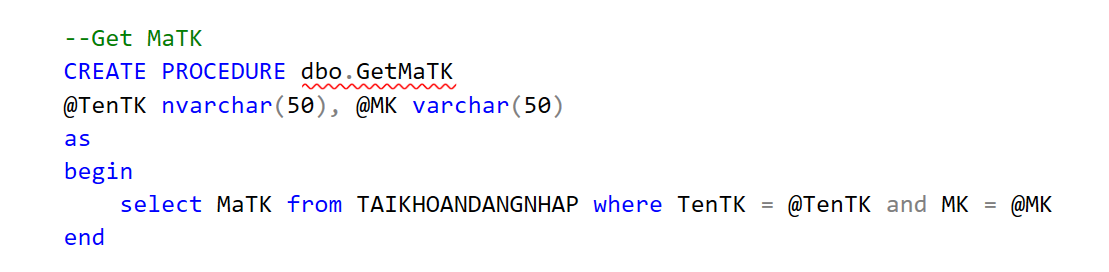 --Get MaTK
CREATE PROCEDURE dbo.GetMaTK
@TenTK nvarchar(50), @MK varchar(50)
as
begin
    select MaTK from TAIKHOANDANGNHAP where TenTK = @TenTK and MK = @MK
end